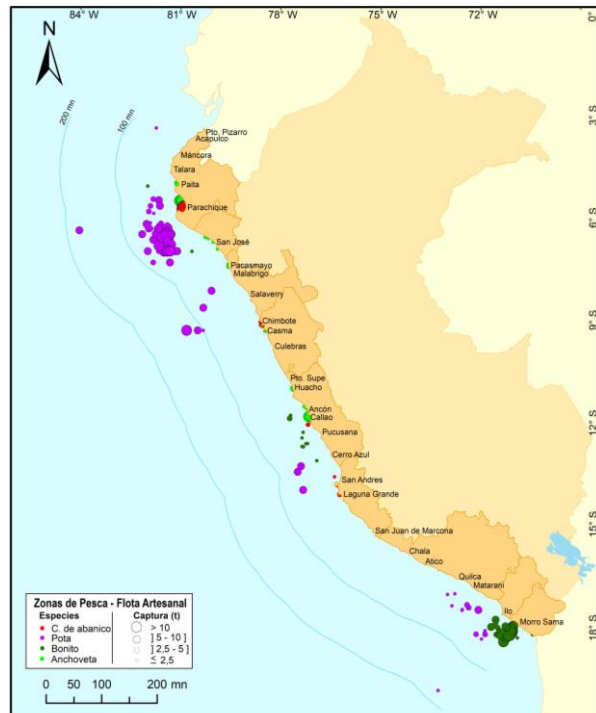 84° W 81° W 78° W 75° W 72° W
N
200 mn
100 mn
3° S
6° S
9° S
12° S
15° S
18° S
Pto. Pizarro
Acapulco
Máncora
Talara
Paita
Parachique
San José
Pacasmayo
Malabrigo
Salaverry
Chimbote
Casma
Culebras
Pto. Supe
Huacho
Ancón
Callao
Pucusana
Cerro Azul
San Andres
Laguna Grande
San Juan de Marcona
Chala
Atico
Quilca
Matarani
Ilo
Morro Sama
Zonas de Pesca - Flota Artesanal
Especies Captura (t)
C. de abanico > 10
Pota ] 5 - 10 ]
Bonito ] 2,5 - 5 ]
Anchoveta ≤ 2,5
0 50 100 200 mn